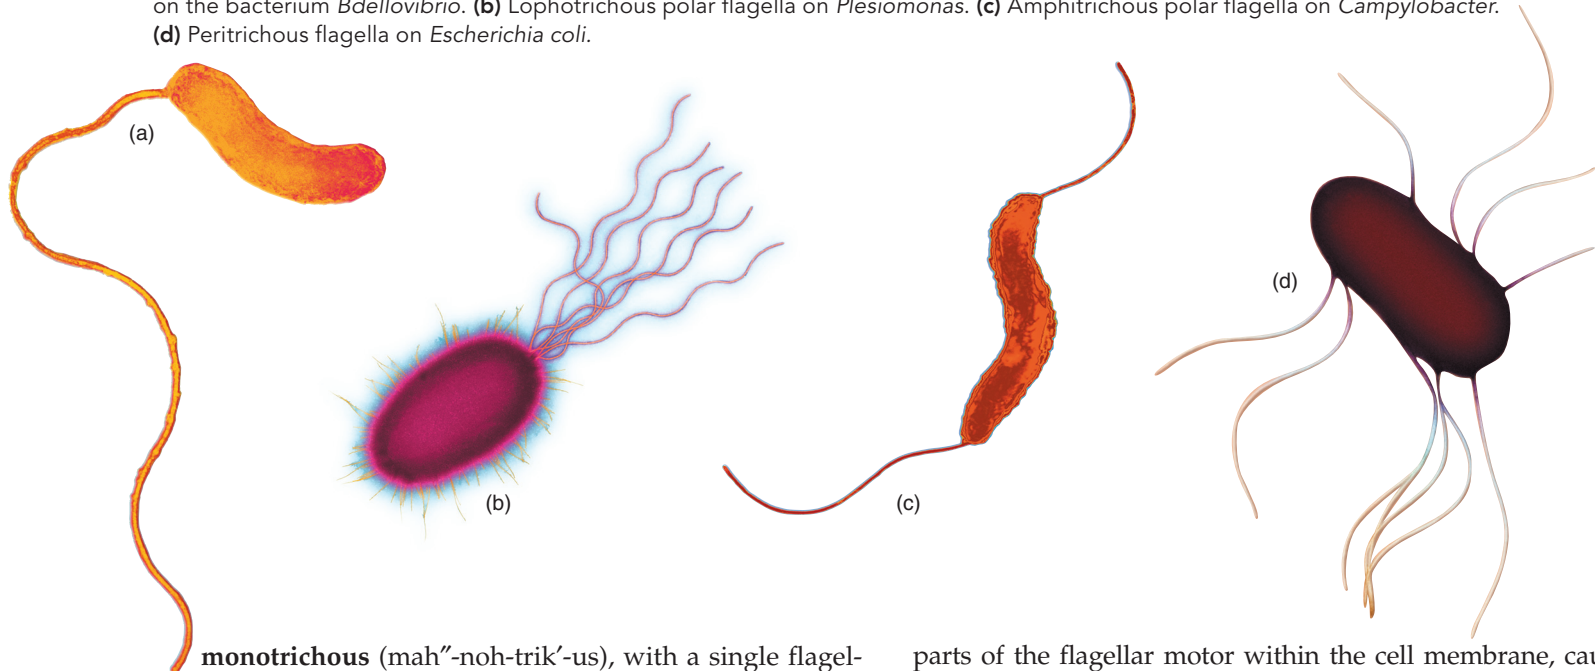 on the bacterium Bdellovibrio. (b) Lophotrichous polar flagella on Plesiomonas. (c) Amphitrichous polar flagella on Campylobacter.
(d) Peritrichous flagella on Escherichia coli.
(a)
(b)
(c)
(d)
monotrichous (mah″-noh-trik′-us), with a single flagel-
parts of the flagellar motor within the cell membrane, cau